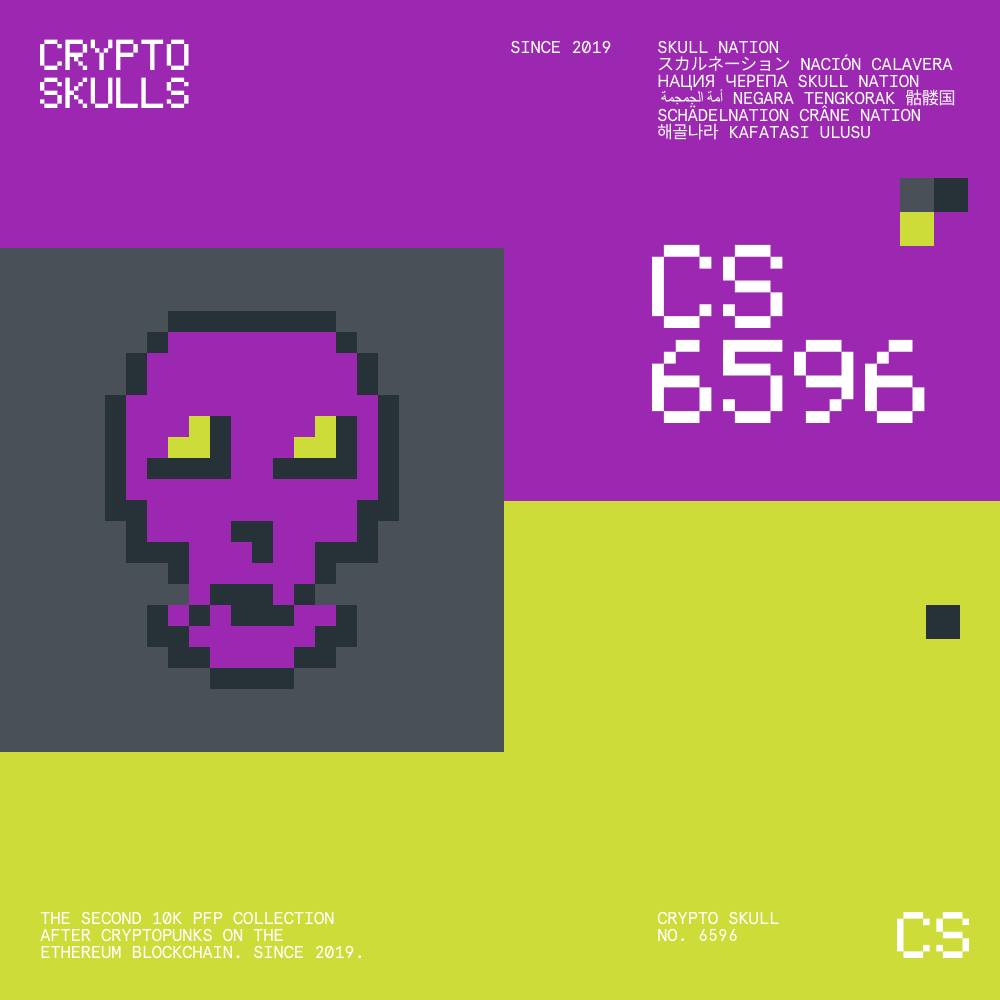 CRYPTO
SKULLS
SINCE 2019
SKULL NATION
スカルネーション NACIÓN CALAVERA
НАЦИЯ ЧЕРЕПА SKULL NATION
أمة الجمجمة NEGARA TENGKORAK 骷髅国
SCHÄDELNATION CRÂNE NATION
해골나라 KAFATASI ULUSU
CS
6596
THE SECOND 10K PFP COLLECTION
AFTER CRYPTOPUNKS ON THE
ETHEREUM BLOCKCHAIN. SINCE 2019.
CRYPTO SKULL
NO. 6596
CS